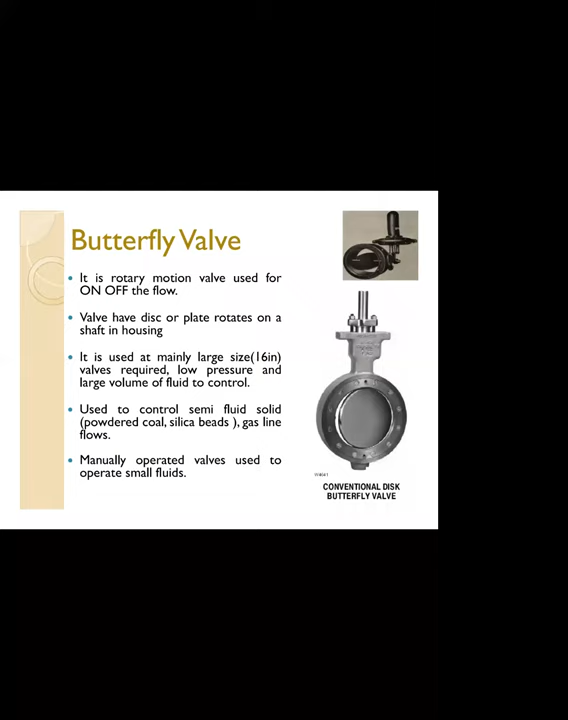 Butterfly Valve
It is rotary motion valve used for
ON OFF the flow.
Valve have disc or plate rotates on a
shaft in housing
It is used at mainly large size(16in)
valves required, low pressure and
large volume of fluid to control.
Used to control semi fluid solid
(powdered coal, silica beads ), gas line
flows.
Manually operated valves used to
operate small fluids.
CONVENTIONAL DISK
BUTTERFLY VALVE